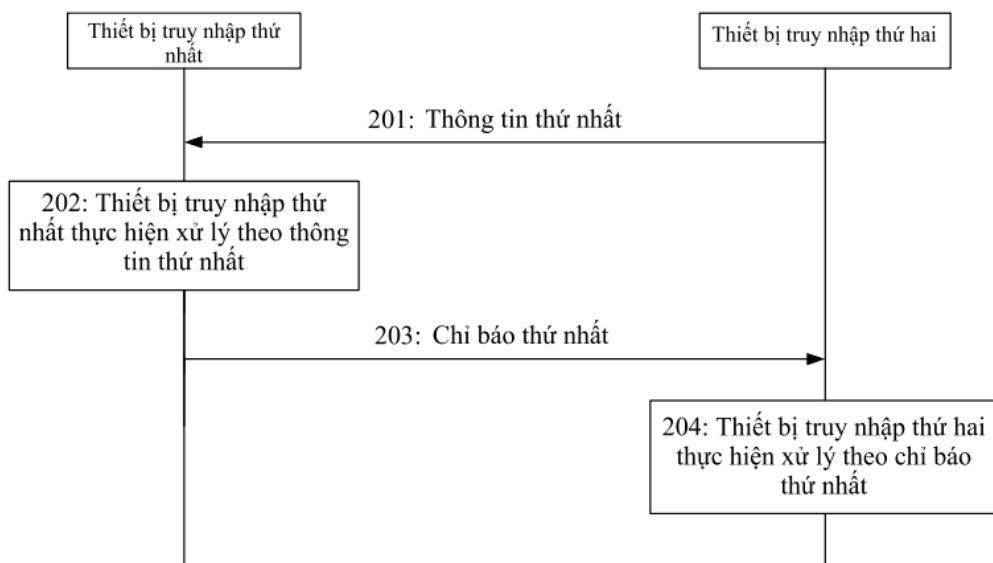 Thiết bị truy nhập thứ
nhất
Thiết bị truy nhập thứ hai
201: Thông tin thứ nhất
202: Thiết bị truy nhập thứ
nhất thực hiện xử lý theo thông
tin thứ nhất
203: Chỉ báo thứ nhất
204: Thiết bị truy nhập thứ hai
thực hiện xử lý theo chỉ báo
thứ nhất